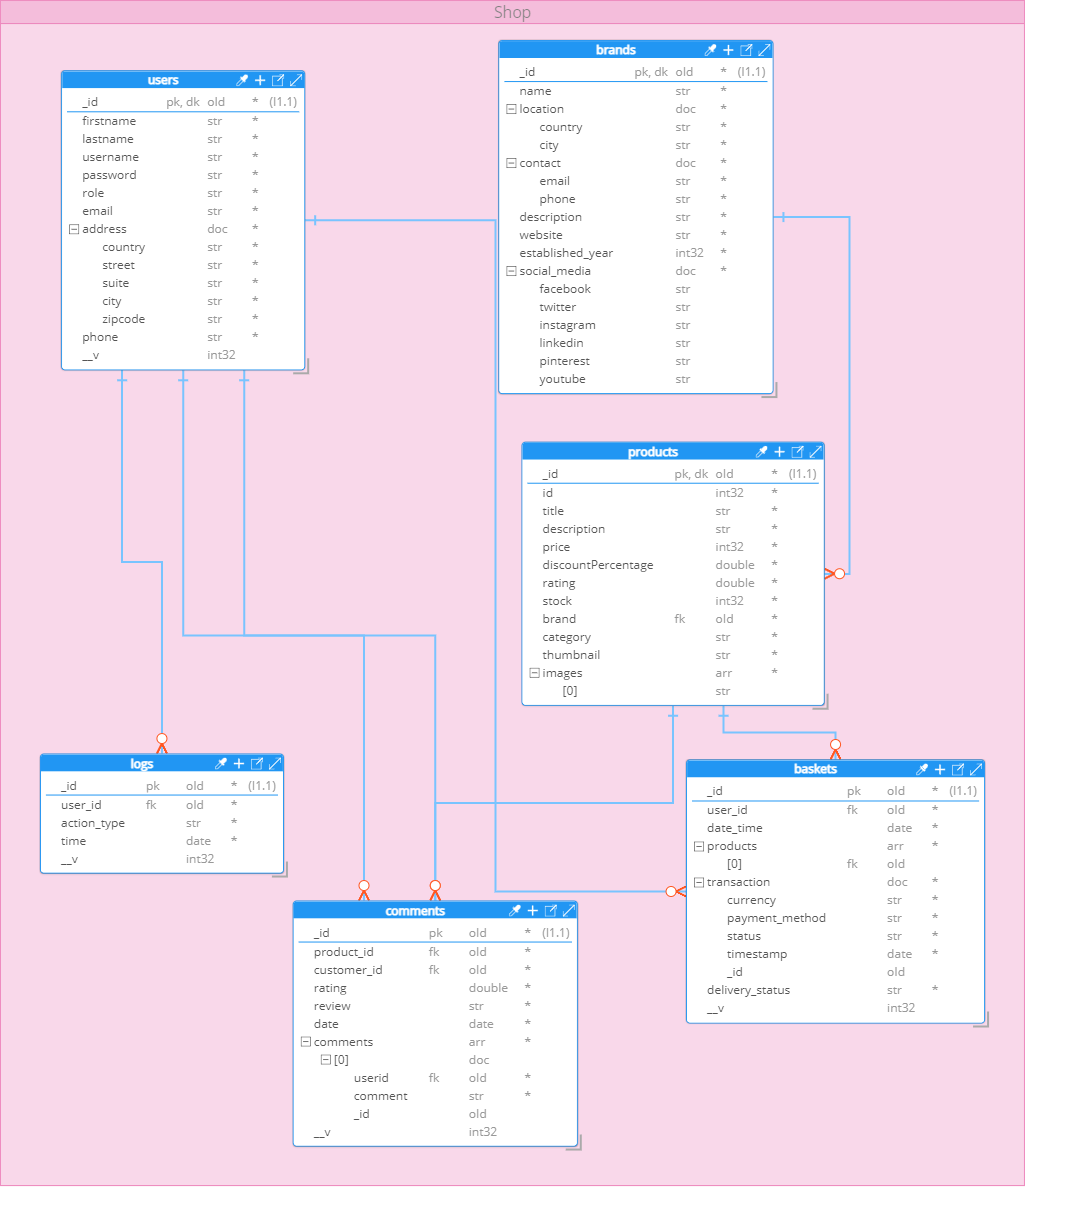 Shop
users
_id pk, dk oId * (I1.1)
firstname str *
lastname str *
username str *
password str *
role str *
email str *
address doc *
country str *
street str *
suite str *
city str *
zipcode str *
phone str *
__v int32
brands
_id pk, dk oId * (I1.1)
name str *
location doc *
country str *
city str *
contact doc *
email str *
phone str *
description str *
website str *
established_year int32 *
social_media doc *
facebook str
twitter str
instagram str
linkedin str
pinterest str
youtube str
products
_id pk, dk oId * (I1.1)
id int32 *
title str *
description str *
price int32 *
discountPercentage double *
rating double *
stock int32 *
brand fk oId *
category str *
thumbnail str *
images arr *
[0] str
logs
_id pk oId * (I1.1)
user_id fk oId *
action_type str *
time date *
__v int32
baskets
_id pk oId * (I1.1)
user_id fk oId *
date_time date *
products arr *
[0] fk oId
transaction doc *
currency str *
payment_method str *
status str *
timestamp date *
_id oId
delivery_status str *
__v int32
comments
_id pk oId * (I1.1)
product_id fk oId *
customer_id fk oId *
rating double *
review str *
date date *
comments arr *
[0] doc
userid fk oId *
comment str *
_id oId
__v int32